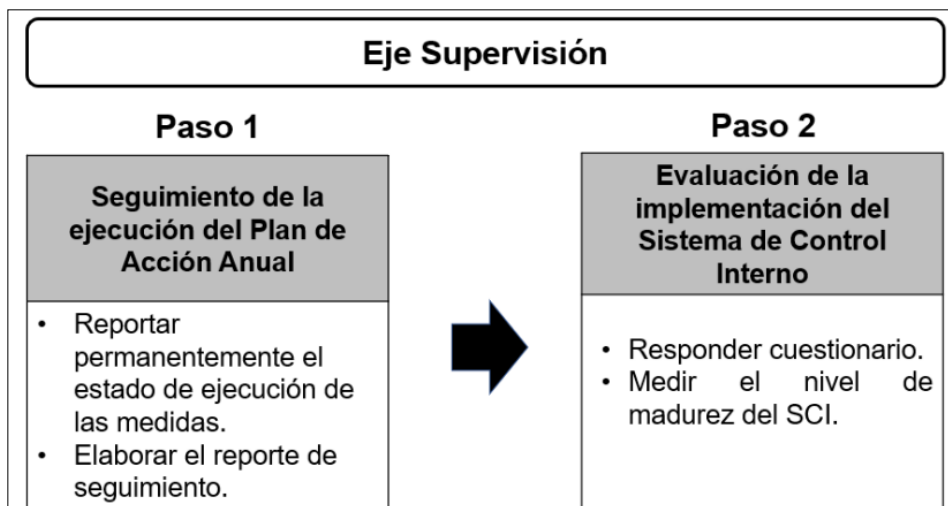 Eje Supervisión
Paso 1
Seguimiento de la
ejecución del Plan de
Acción Anual
• Reportar
permanentemente el
estado de ejecución de
las medidas.
• Elaborar el reporte de
seguimiento.
Paso 2
Evaluación de la
implementación del
Sistema de Control
Interno
• Responder cuestionario.
• Medir el nivel de
madurez del SCI.